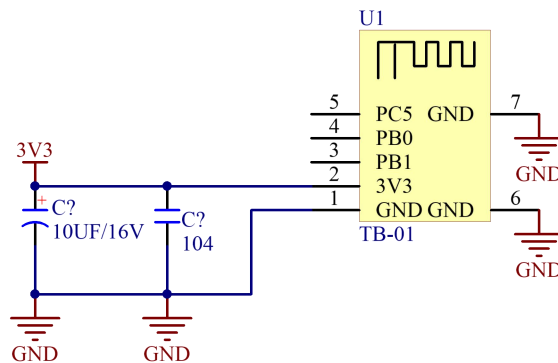 U1
5 PC5 GND 7
4 PB0
3 PB1
3V3
2 3V3
1 GND GND 6
+ C?
10UF/16V
C?
104
TB-01
GND
GND
GND
GND